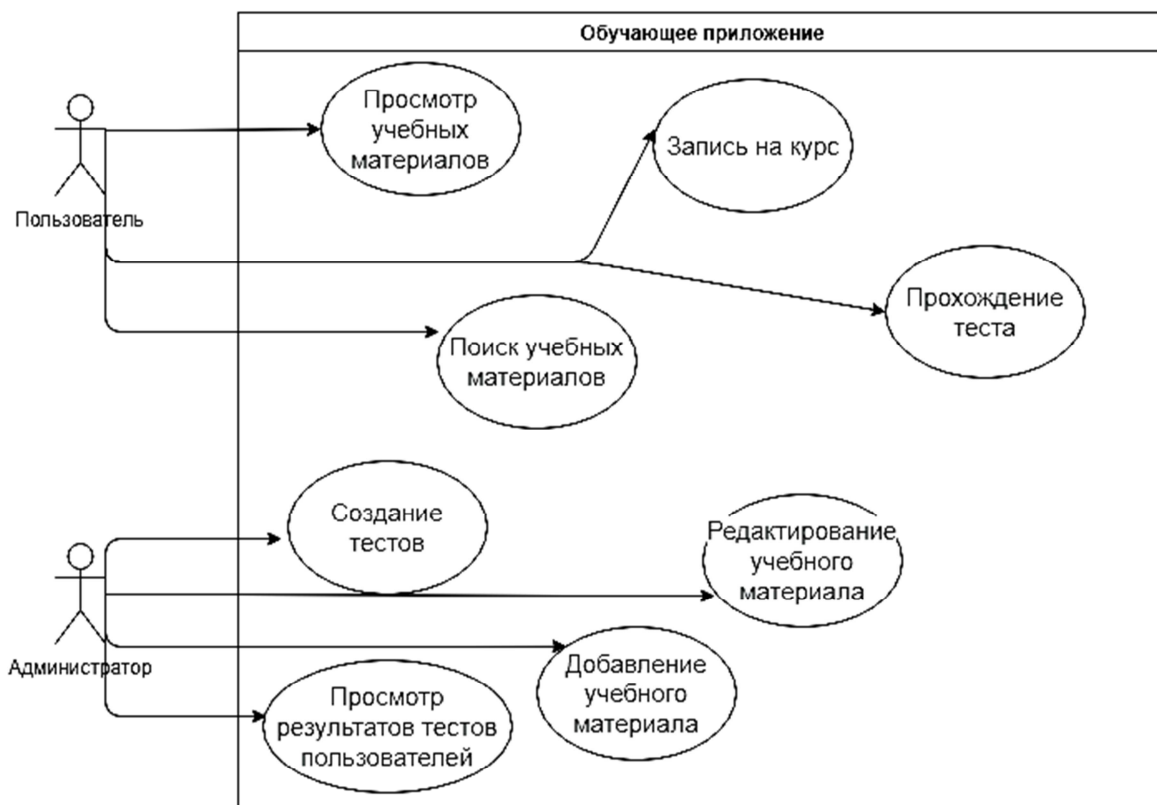 Обучающее приложение
Просмотр
учебных
материалов
Запись на курс
Пользователь
Прохождение
теста
Поиск учебных
материалов
Создание
тестов
Редактирование
учебного
материала
Администратор
Добавление
учебного
материала
Просмотр
результатов тестов
пользователей